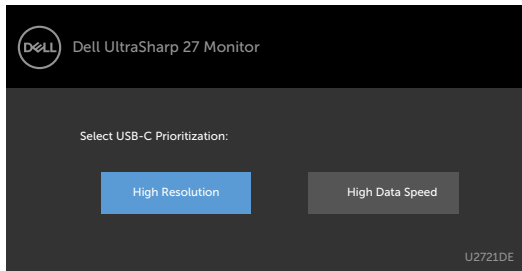 DELL
Dell UltraSharp 27 Monitor
Select USB-C Prioritization:
High Resolution
High Data Speed
U2721DE